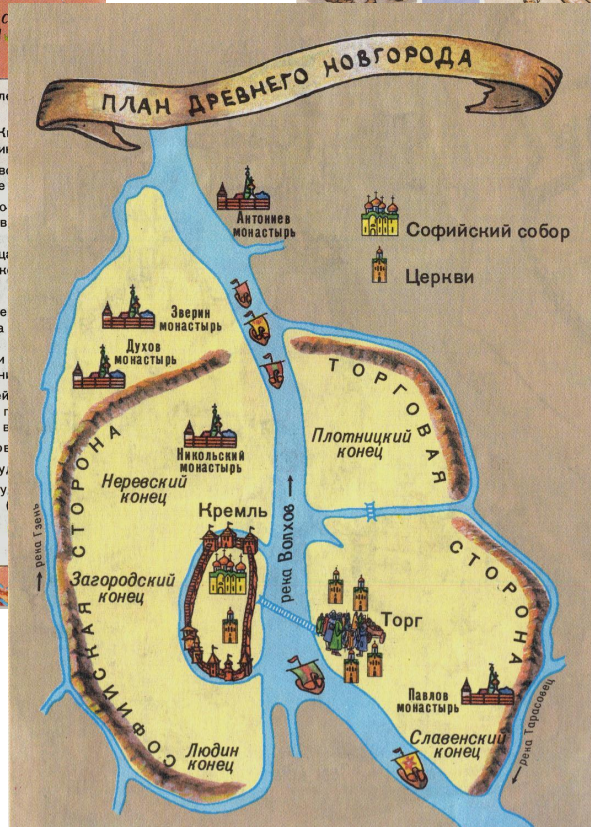 ПЛАН ДРЕВНЕГО НОВГОРОДА
Антониев
монастырь
Софийский собор
Церкви
Зверин
монастырь
Духов
монастырь
ТОРГОВАЯ
Плотницкий
конец
Никольский
монастырь
Неревский
конец
Кремль
река Волхов →
СТОРОНА
→ река Гзень
Загородский
конец
Торг
СОФИЙСКАЯ СТОРОНА
Павлов
монастырь
Славенский
конец
← река Тарасовец
Людин
конец